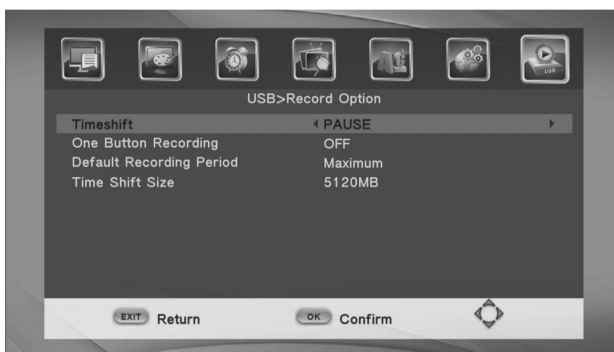 USB
USB>Record Option
Timeshift PAUSE
One Button Recording OFF
Default Recording Period Maximum
Time Shift Size 5120MB
EXIT Return OK Confirm